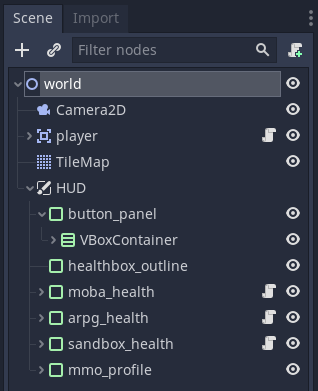 Scene Import
Filter nodes
world
Camera2D
player
TileMap
HUD
button_panel
VBoxContainer
healthbox_outline
moba_health
arpg_health
sandbox_health
mmo_profile